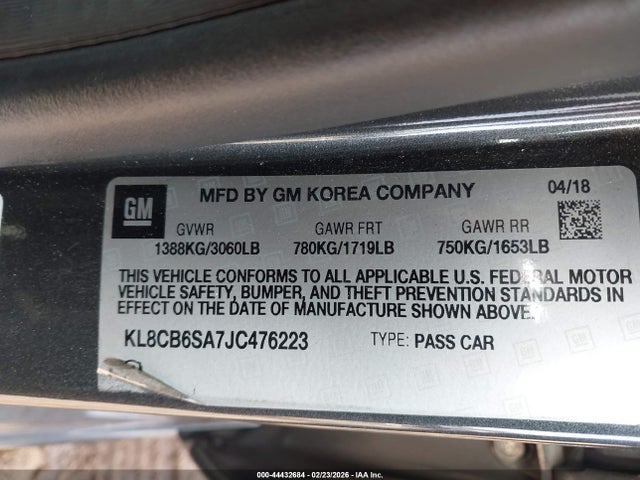 GM
MFD BY GM KOREA COMPANY
04/18
GVWR GAWR FRT GAWR RR
1388KG/3060LB 780KG/1719LB 750KG/1653LB
THIS VEHICLE CONFORMS TO ALL APPLICABLE U.S. FEDERAL MOTOR
VEHICLE SAFETY, BUMPER, AND THEFT PREVENTION STANDARDS IN
EFFECT ON THE DATE OF MANUFACTURE SHOWN ABOVE.
KL8CB6SA7JC476223 TYPE: PASS CAR
000-44432684 - 02/23/2026 - IAA Inc.